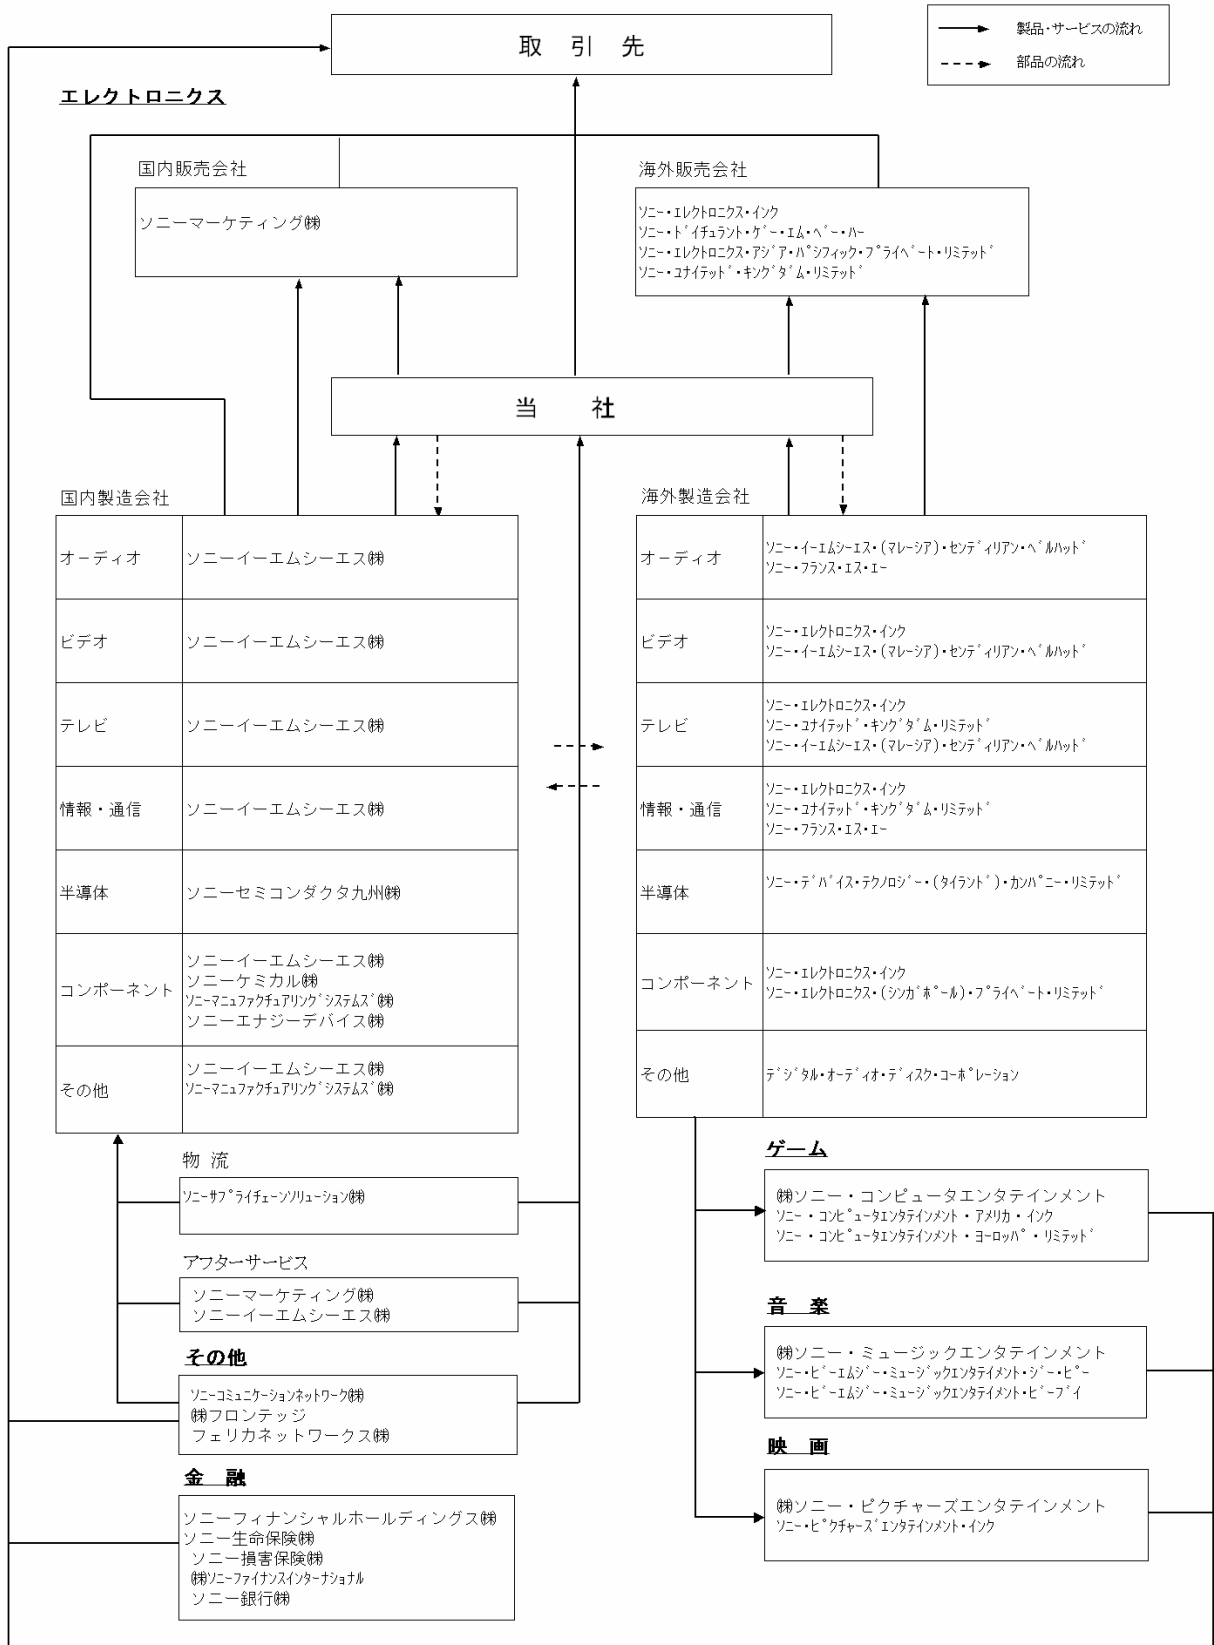 取 引 先
製品・サービスの流れ
部品の流れ
エレクトロニクス
国内販売会社
ソニーマーケティング㈱
海外販売会社
ソニー・エレクトロニクス・インク
ソニー・ドイチュラント・ゲー・エム・ベー・ハー
ソニー・エレクトロニクス・アジア・パシフィック・プライベート・リミテッド
ソニー・ユナイテッド・キングダム・リミテッド
当 社
国内製造会社
オーディオ
ソニーイーエムシーエス㈱
ビデオ
ソニーイーエムシーエス㈱
テレビ
ソニーイーエムシーエス㈱
情報・通信
ソニーイーエムシーエス㈱
半導体
ソニーセミコンダクタ九州㈱
コンポーネント
ソニーイーエムシーエス㈱
ソニーケミカル㈱
ソニーマニュファクチュアリングシステムズ㈱
ソニーエナジーデバイス㈱
その他
ソニーイーエムシーエス㈱
ソニーマニュファクチュアリングシステムズ㈱
海外製造会社
オーディオ
ソニー・イーエムシーエス・(マレーシア)・センディリアン・ベルハッド
ソニー・フランス・エス・エー
ビデオ
ソニー・エレクトロニクス・インク
ソニー・イーエムシーエス・(マレーシア)・センディリアン・ベルハッド
テレビ
ソニー・エレクトロニクス・インク
ソニー・ユナイテッド・キングダム・リミテッド
ソニー・イーエムシーエス・(マレーシア)・センディリアン・ベルハッド
情報・通信
ソニー・エレクトロニクス・インク
ソニー・ユナイテッド・キングダム・リミテッド
ソニー・フランス・エス・エー
半導体
ソニー・デバイス・テクノロジー・(タイランド)・カンパニー・リミテッド
コンポーネント
ソニー・エレクトロニクス・インク
ソニー・エレクトロニクス・(シンガポール)・プライベート・リミテッド
その他
デジタル・オーディオ・ディスク・コーポレーション
物 流
ソニーサプライチェーンソリューション㈱
アフターサービス
ソニーマーケティング㈱
ソニーイーエムシーエス㈱
その他
ソニーコミュニケーションネットワーク㈱
㈱フロンテッジ
フェリカネットワークス㈱
金 融
ソニーフィナンシャルホールディングス㈱
ソニー生命保険㈱
ソニー損害保険㈱
㈱ソニーファイナンスインターナショナル
ソニー銀行㈱
ゲーム
㈱ソニー・コンピュータエンタテインメント
ソニー・コンピュータエンタテインメント・アメリカ・インク
ソニー・コンピュータエンタテインメント・ヨーロッパ・リミテッド
音 楽
㈱ソニー・ミュージックエンタテインメント
ソニー・ビーエムジー・ミュージックエンタテイメント・ジー・ピー
ソニー・ビーエムジー・ミュージックエンタテイメント・ビーブイ
映 画
㈱ソニー・ピクチャーズエンタテインメント
ソニー・ピクチャーズエンタテインメント・インク